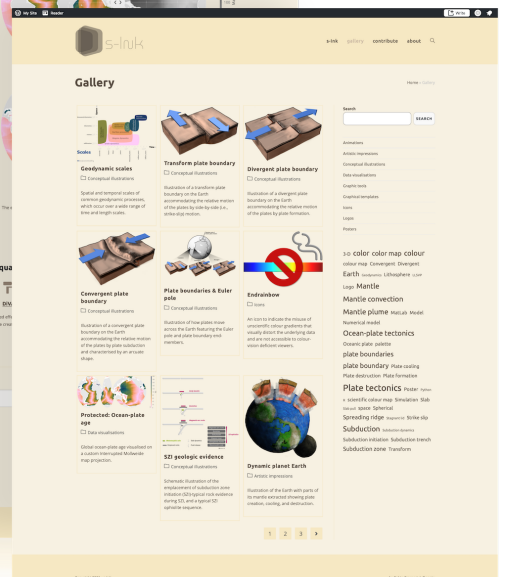 My Site
Reader
Write
s-Ink
s-Ink gallery contribute about
Gallery
Home › Gallery
Scales
Geodynamic scales
Conceptual Illustrations
Spatial and temporal scales of
common geodynamic processes,
which occur over a wide range of
time and length scales.
Transform plate boundary
Conceptual Illustrations
Illustration of a transform plate
boundary on the Earth
accommodating the relative motion
of the plates by side-by-side (i.e.,
strike-slip) motion.
Divergent plate boundary
Conceptual Illustrations
Illustration of a divergent plate
boundary on the Earth
accommodating the relative motion
of the plates by plate formation.
Convergent plate
boundary
Conceptual Illustrations
Illustration of a convergent plate
boundary on the Earth
accommodating the relative motion
of the plates by plate subduction
and characterised by an arcuate
shape.
Plate boundaries & Euler
pole
Conceptual Illustrations
Illustration of how plates move
across the Earth featuring the Euler
pole and plate boundary end-
members.
Endrainbow
Icons
An icon to indicate the misuse of
unscientific colour gradients that
visually distort the underlying data
and are not accessible to colour-
vision deficient viewers.
Protected: Ocean-plate
age
Data visualisations
Global ocean-plate age visualised on
a custom interrupted Mollweide
map projection.
SZI geologic evidence
Conceptual Illustrations
Schematic illustration of the
emplacement of subduction zone
initiation (SZI)-typical rock evidence
during SZI, and a typical SZI
ophiolite sequence.
Dynamic planet Earth
Artistic impressions
Illustration of the Earth with parts of
its mantle extracted showing plate
creation, cooling, and destruction.
1 2 3
Search
SEARCH
Animations
Artistic impressions
Conceptual Illustrations
Data visualisations
Graphic tools
Graphical templates
Icons
Logos
Posters
3-D color color map colour
colour map Convergent Divergent
Earth Geodynamics Lithosphere LLSVP
Logo Mantle
Mantle convection
Mantle plume MatLab Model
Numerical model
Ocean-plate tectonics
Oceanic plate palette
plate boundaries
plate boundary Plate cooling
Plate destruction Plate formation
Plate tectonics Poster Python
scientific colour map Simulation Slab
Slab pull space Spherical
Spreading ridge StagLab Strike slip
Subduction Subduction dynamics
Subduction initiation Subduction trench
Subduction zone Transform